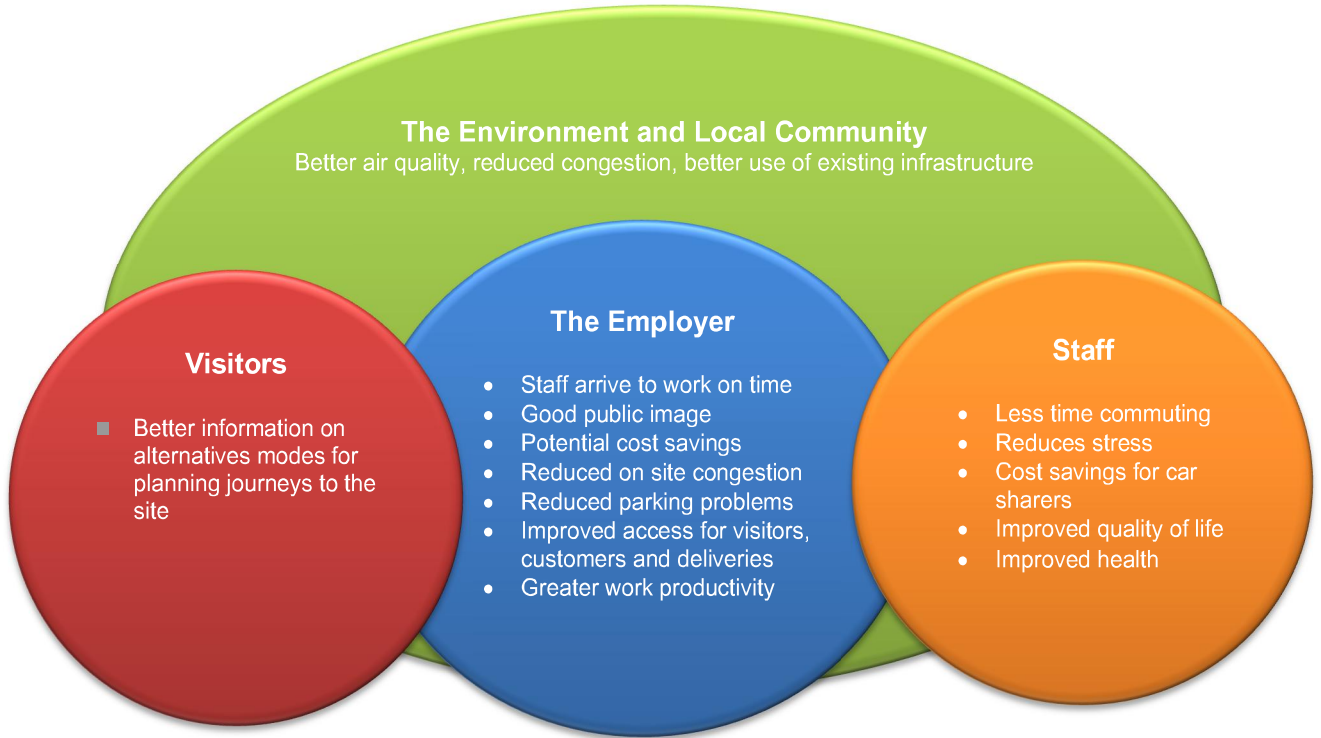 The Environment and Local Community
Better air quality, reduced congestion, better use of existing infrastructure
Visitors
Better information on
alternatives modes for
planning journeys to the
site
The Employer
Staff arrive to work on time
Good public image
Potential cost savings
Reduced on site congestion
Reduced parking problems
Improved access for visitors,
customers and deliveries
Greater work productivity
Staff
Less time commuting
Reduces stress
Cost savings for car
sharers
Improved quality of life
Improved health